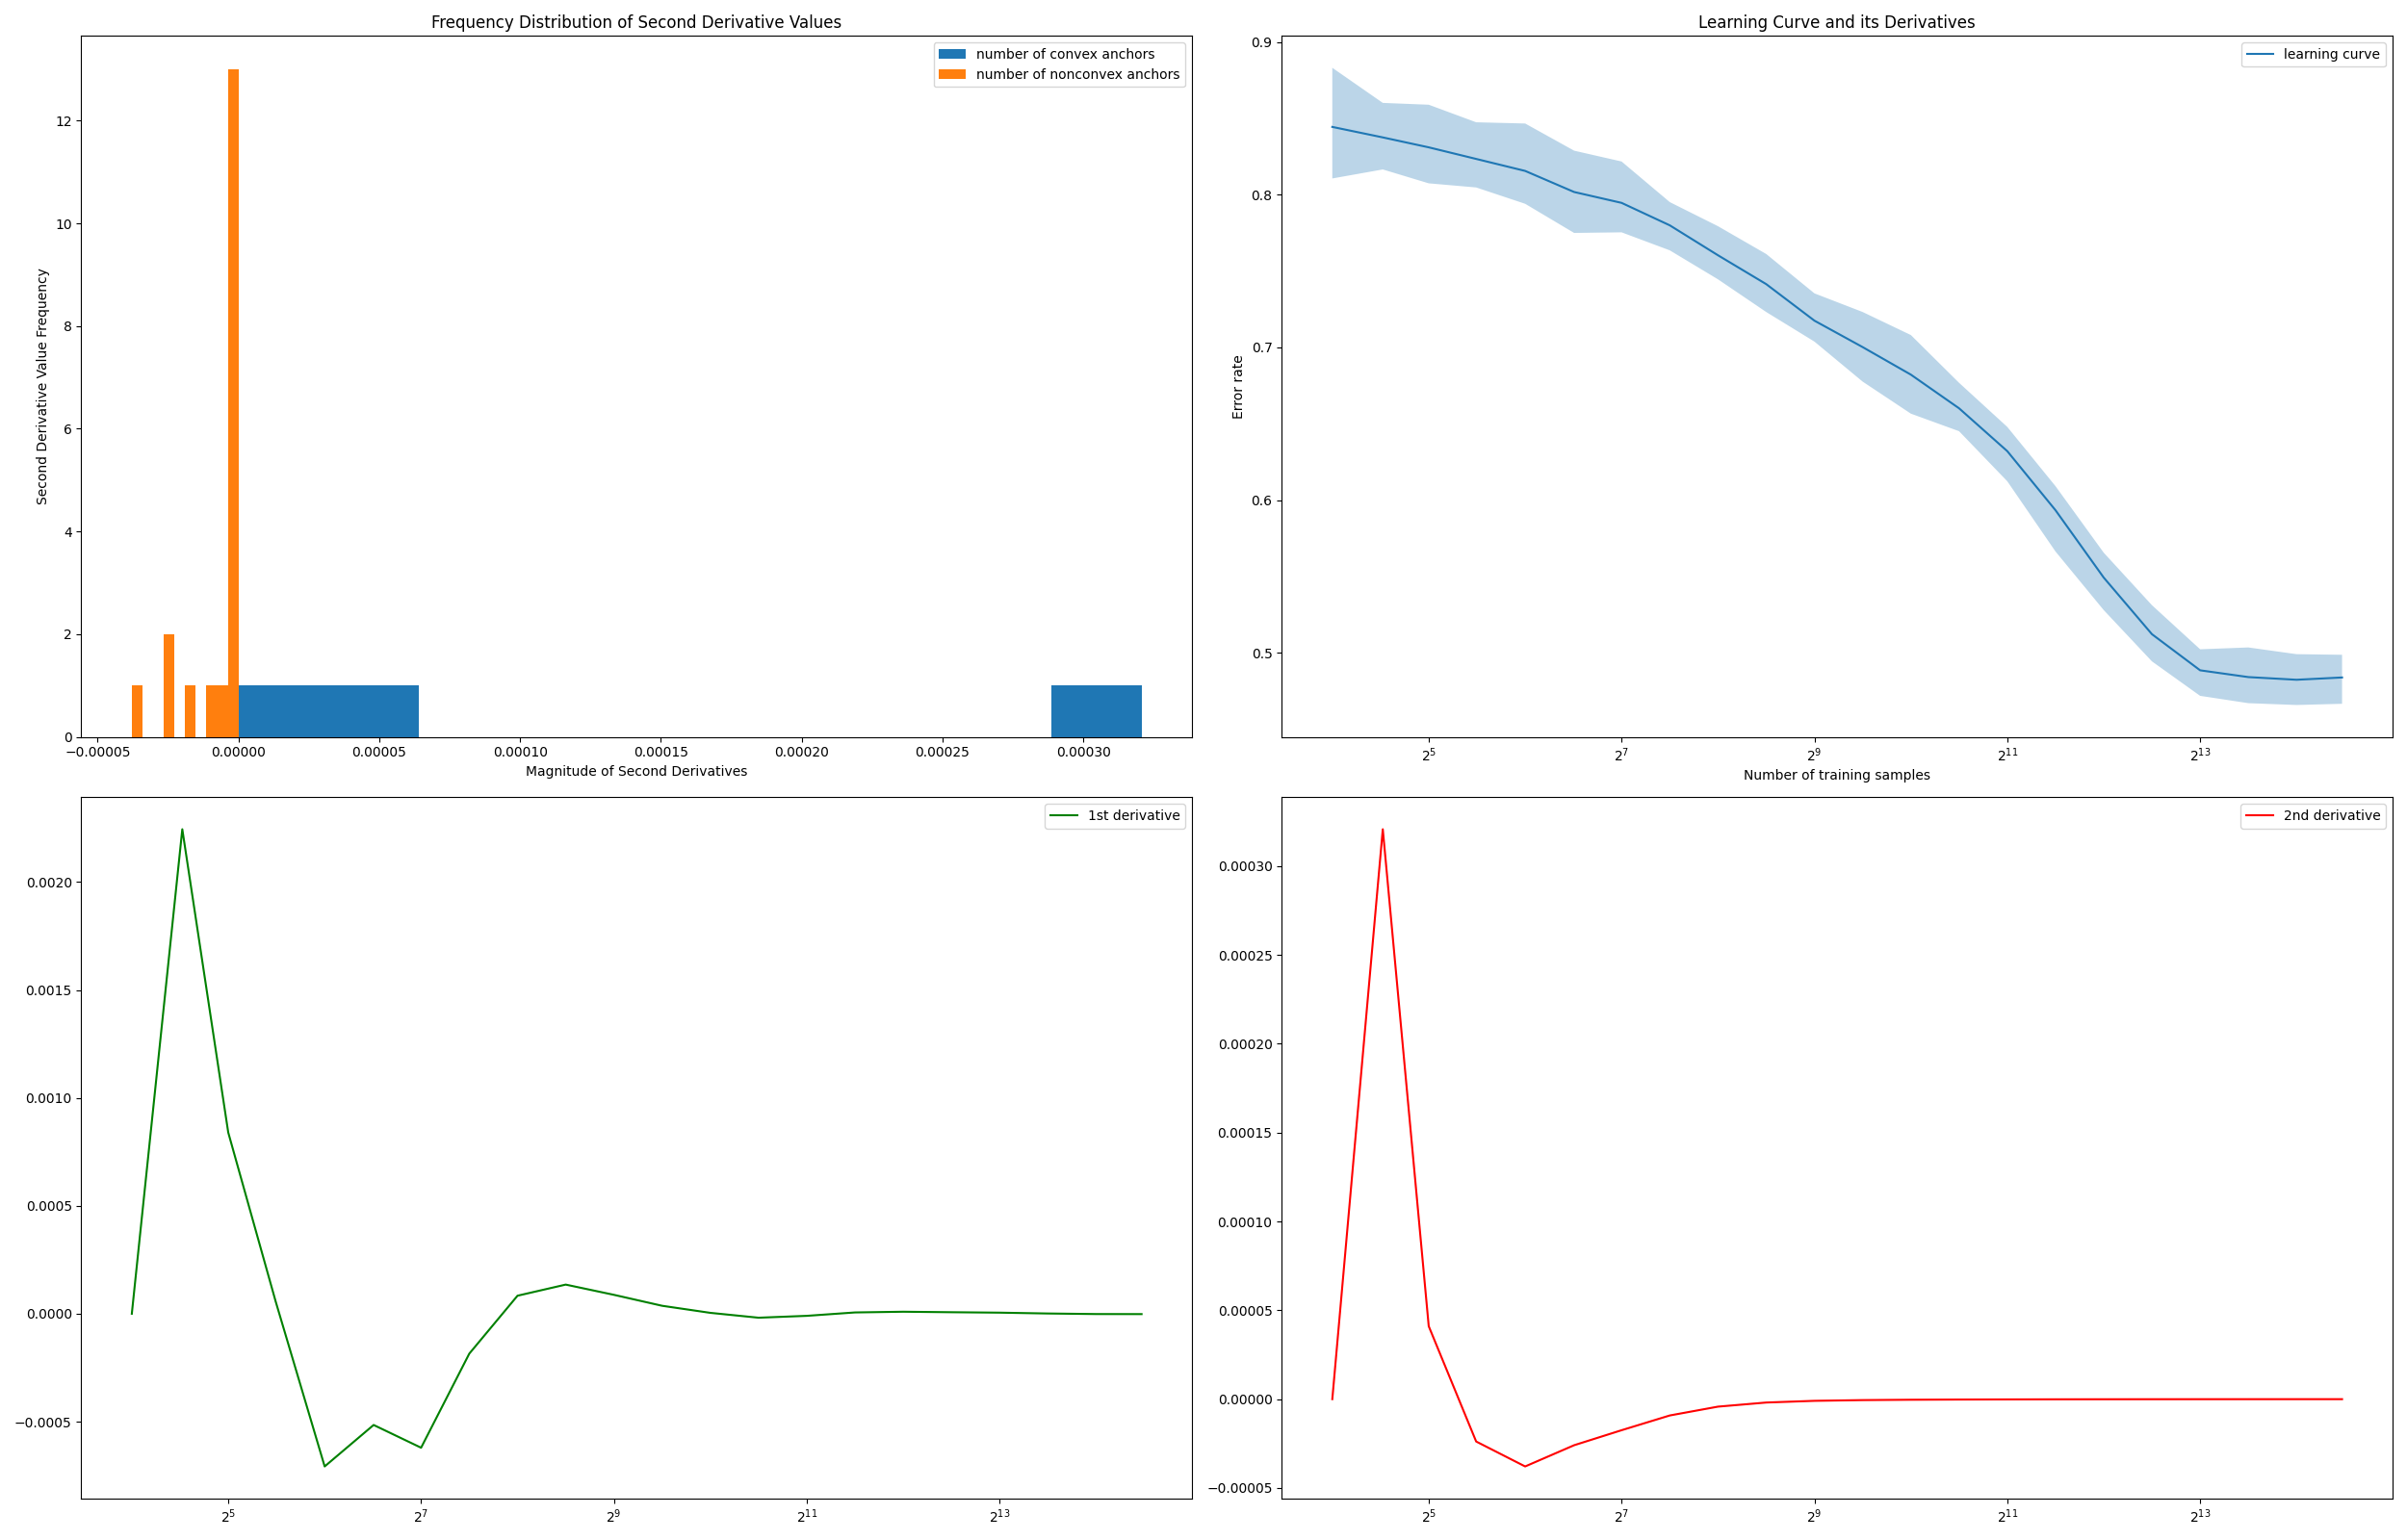 Frequency Distribution of Second Derivative Values
number of convex anchors
number of nonconvex anchors
Second Derivative Value Frequency
12
10
8
6
4
2
0
−0.00005 0.00000 0.00005 0.00010 0.00015 0.00020 0.00025 0.00030
Magnitude of Second Derivatives
Learning Curve and its Derivatives
learning curve
Error rate
0.9
0.8
0.7
0.6
0.5
2^5 2^7 2^9 2^11 2^13
Number of training samples
1st derivative
0.0020
0.0015
0.0010
0.0005
0.0000
−0.0005
2^5 2^7 2^9 2^11 2^13
2nd derivative
0.00030
0.00025
0.00020
0.00015
0.00010
0.00005
0.00000
−0.00005
2^5 2^7 2^9 2^11 2^13